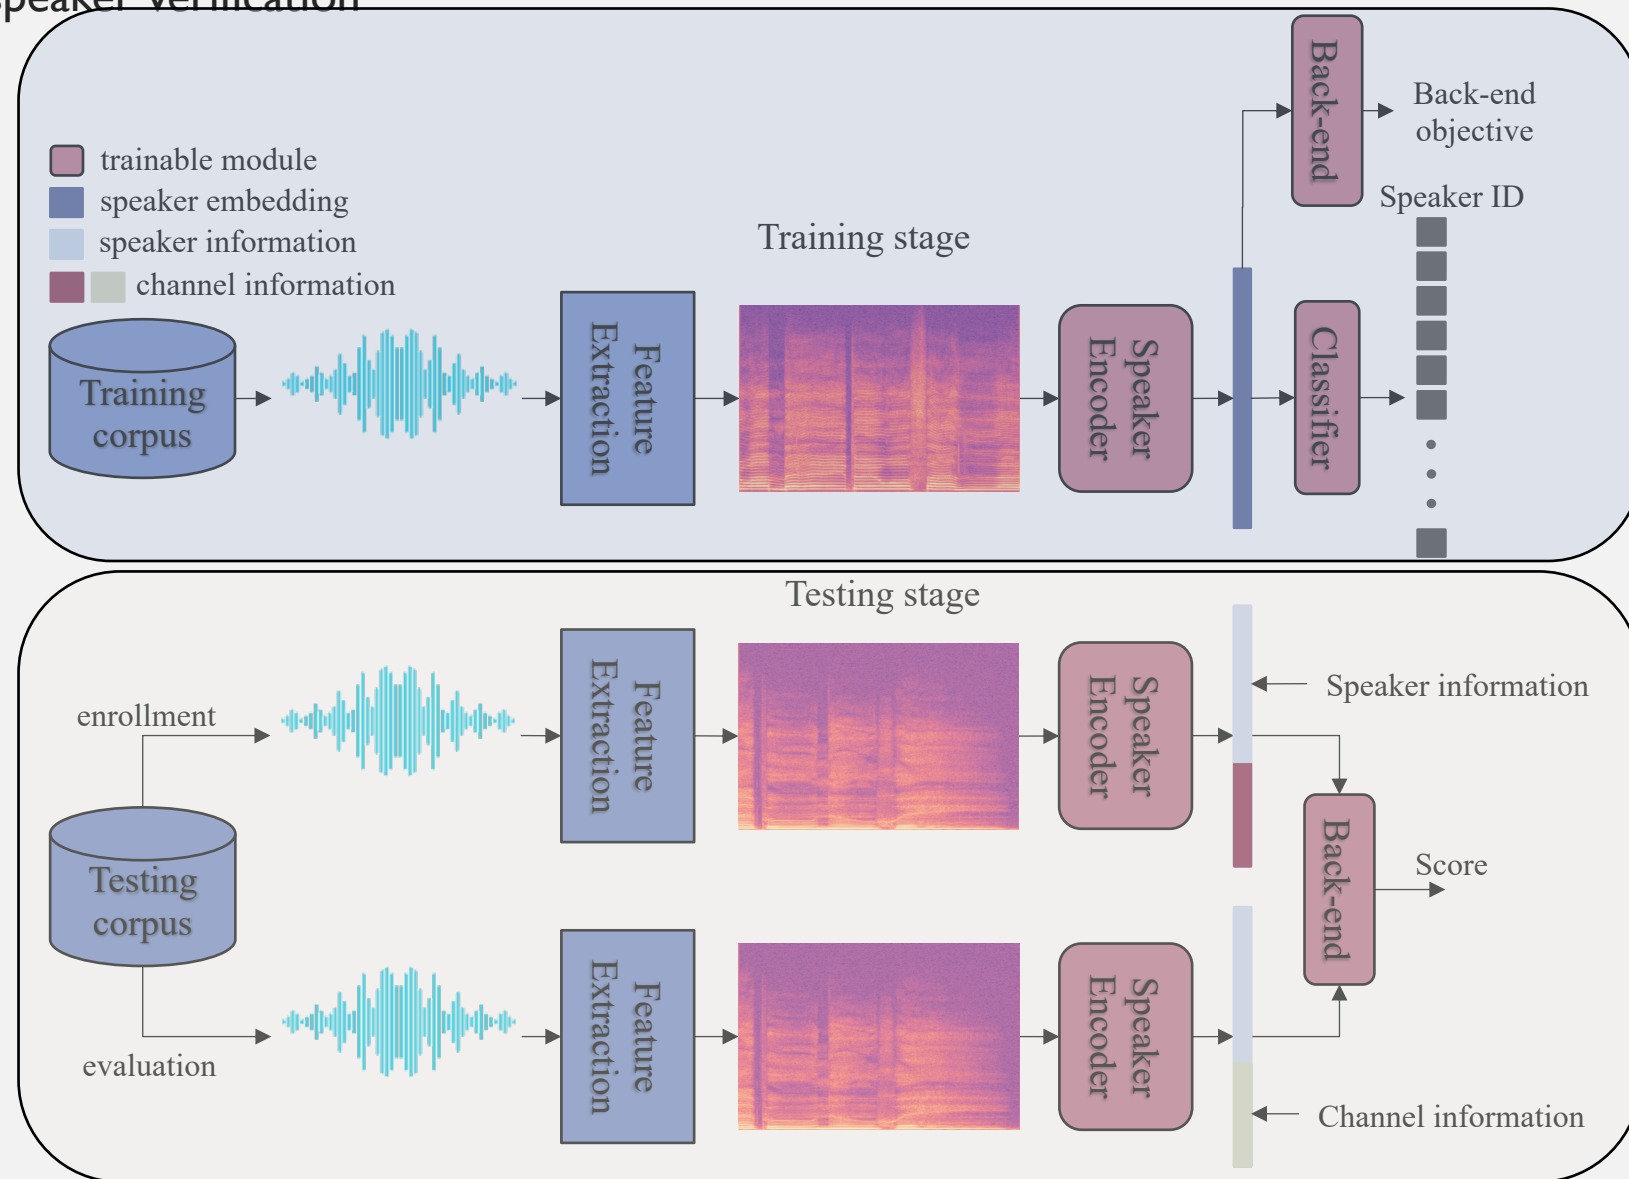 speaker verification
Back-end
Back-end
objective
trainable module
speaker embedding
speaker information
channel information
Speaker ID
Training stage
Training
corpus
Feature
Extraction
Speaker
Encoder
Classifier
Testing stage
enrollment
Feature
Extraction
Speaker
Encoder
Speaker information
Testing
corpus
Back-end
Score
evaluation
Feature
Extraction
Speaker
Encoder
Channel information